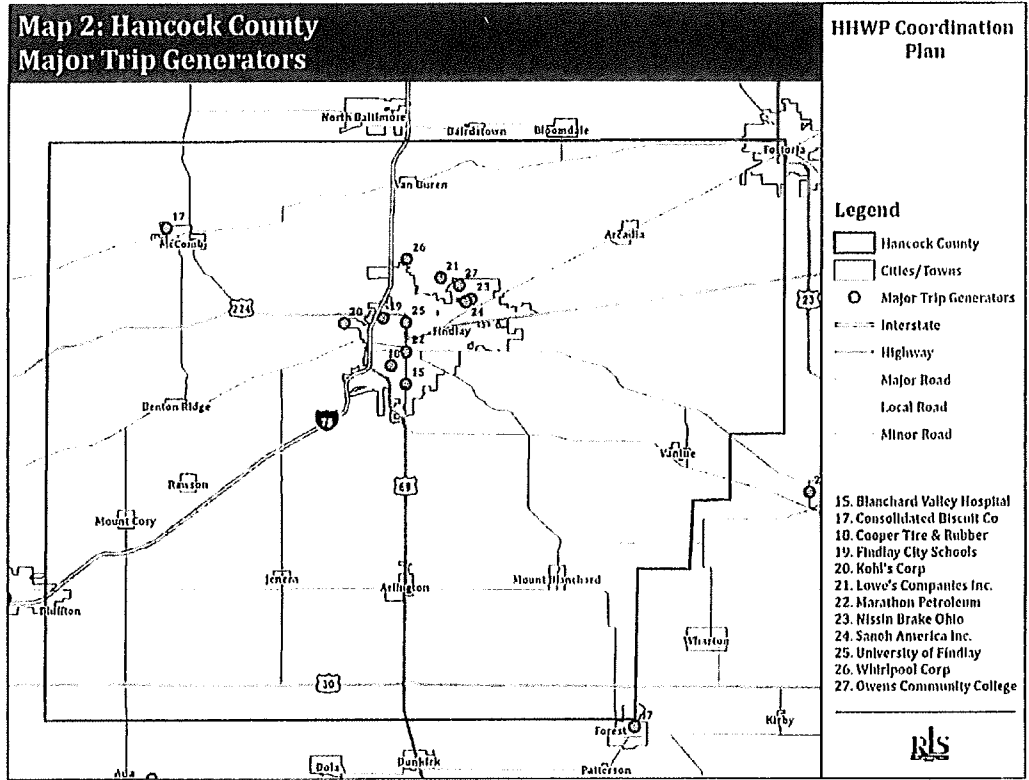 Map 2: Hancock County
Major Trip Generators
HHWP Coordination
Plan
North Baltimore
Bairdstown
Bloomdale
Fostoria
Van Buren
17
McComb
Arcadia
26
21
27
23
24
224
20
19
25
Findlay
23
22
18
15
Benton Ridge
75
Vanlue
Rawson
68
Mount Cory
Jenera
Arlington
Mount Blanchard
Bluffton
Wharton
30
Forest
Kirby
Ada
Dola
Dunkirk
Patterson
Legend
Hancock County
Cities/Towns
Major Trip Generators
Interstate
Highway
Major Road
Local Road
Minor Road
15. Blanchard Valley Hospital
17. Consolidated Biscuit Co
18. Cooper Tire & Rubber
19. Findlay City Schools
20. Kohl's Corp
21. Lowe's Companies Inc.
22. Marathon Petroleum
23. Nissin Brake Ohio
24. Sanoh America Inc.
25. University of Findlay
26. Whirlpool Corp
27. Owens Community College
RLS